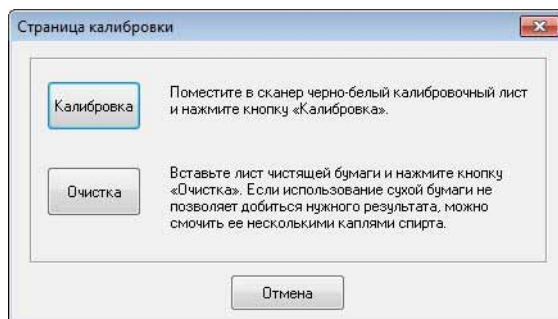 Страница калибровки
Калибровка
Поместите в сканер черно-белый калибровочный лист
и нажмите кнопку «Калибровка».
Очистка
Вставьте лист чистящей бумаги и нажмите кнопку
«Очистка». Если использование сухой бумаги не
позволяет добиться нужного результата, можно
смочить ее несколькими каплями спирта.
Отмена